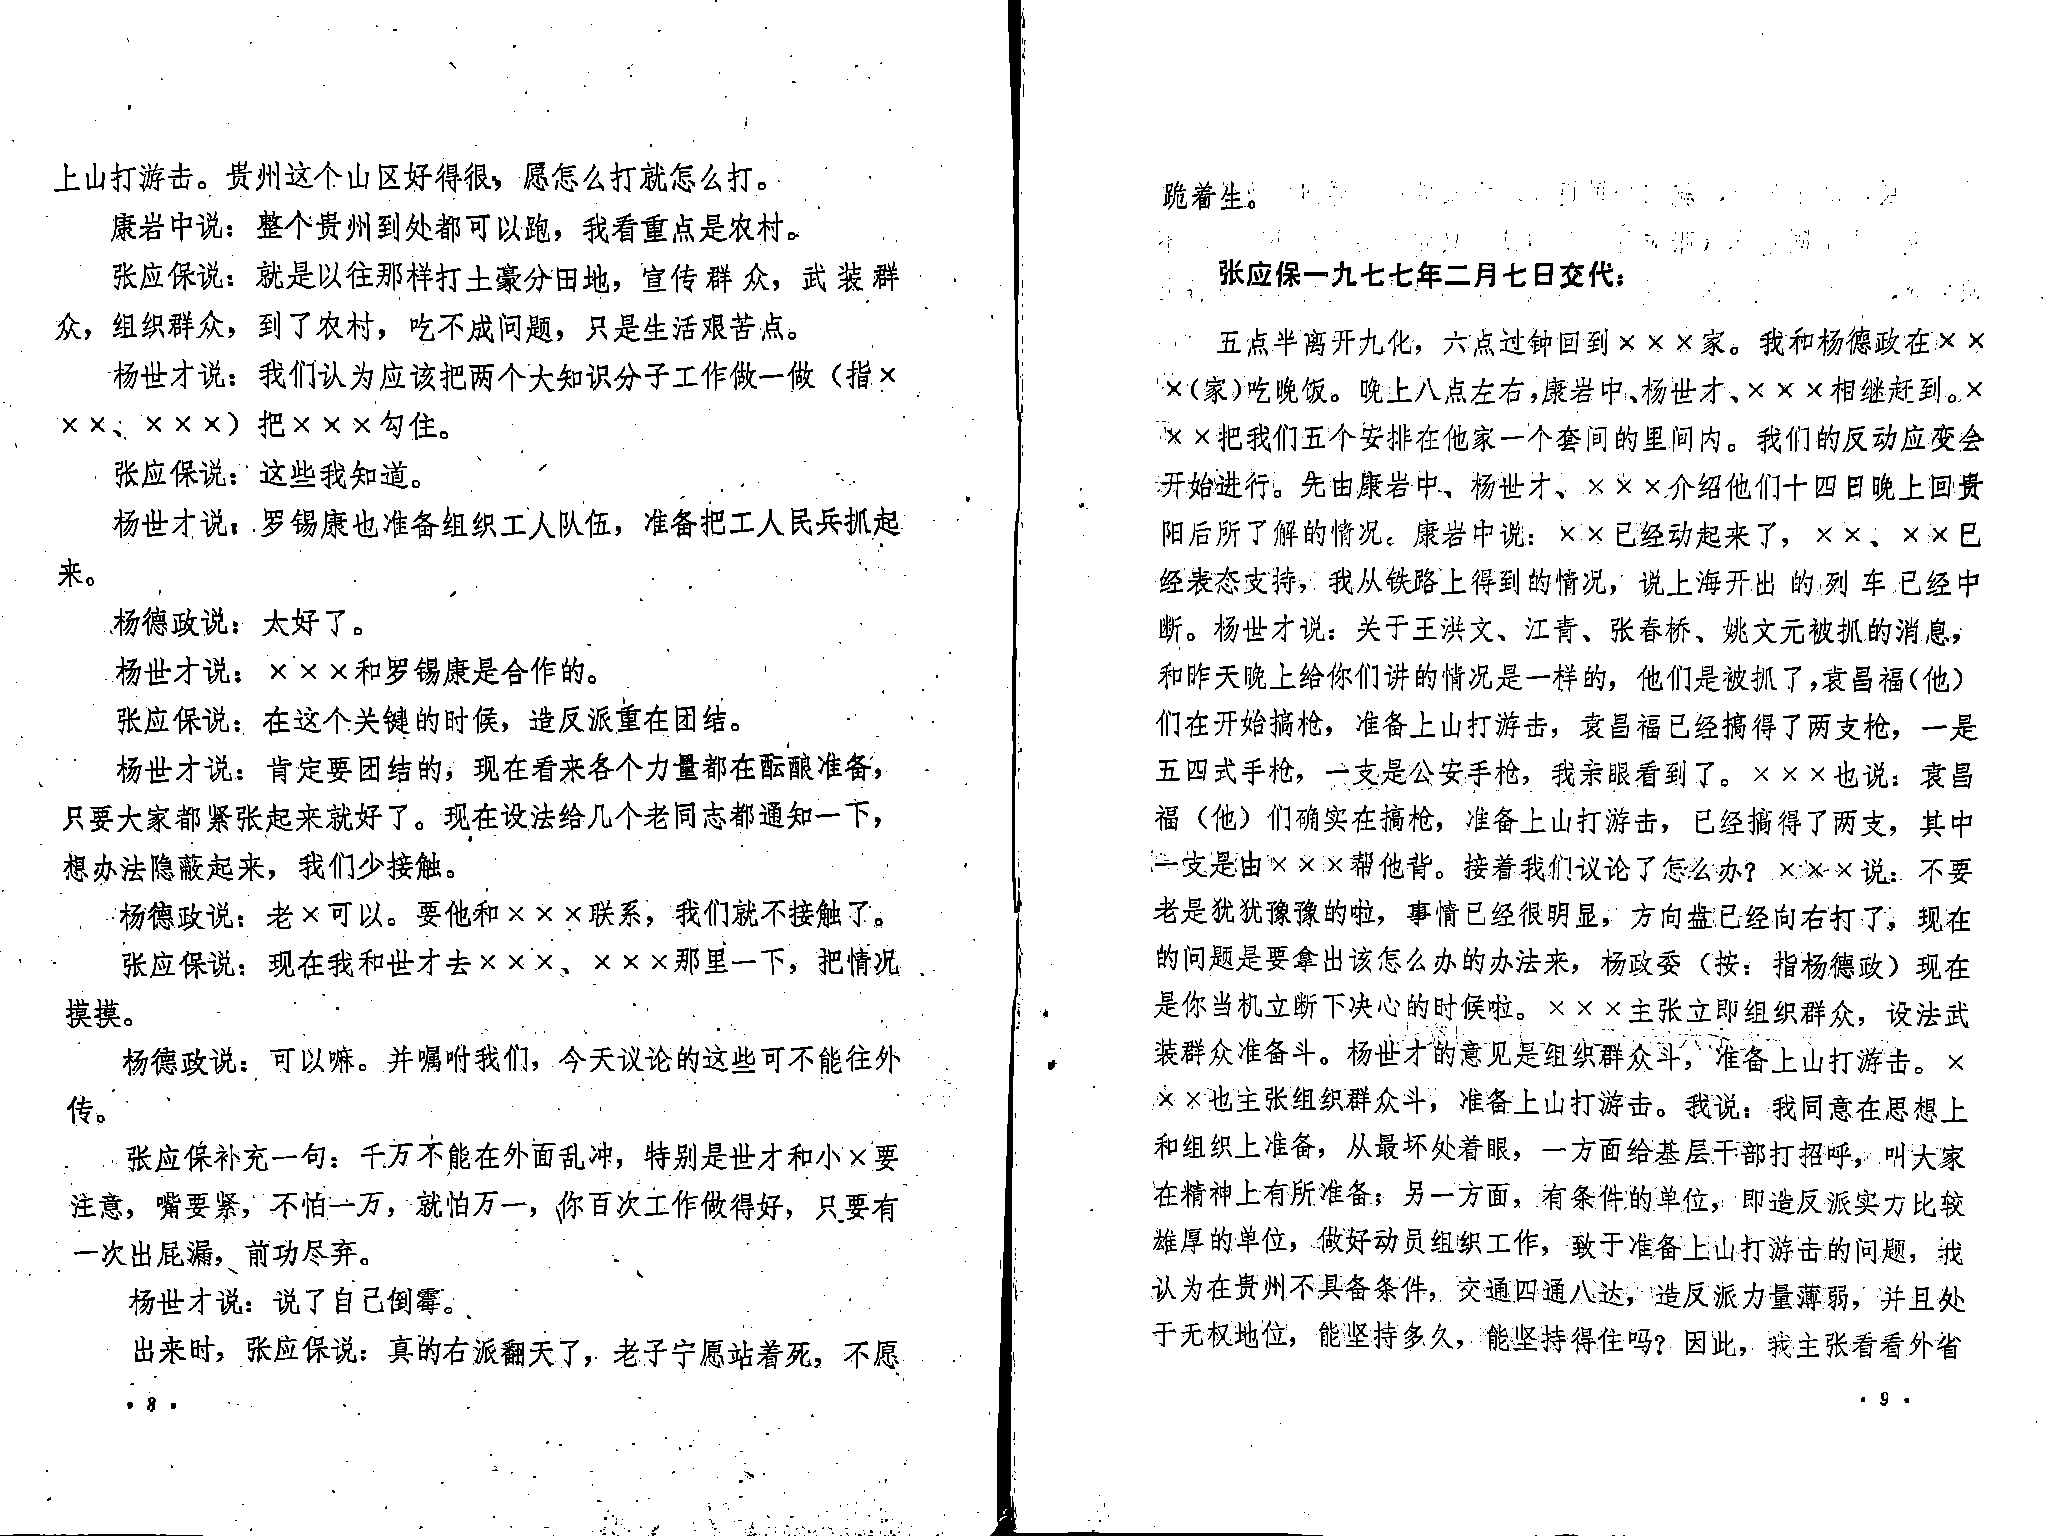 上山打游击。贵州这个山区好得很，愿怎么打就怎么打。
康岩中说：整个贵州到处都可以跑，我看重点是农村。
张应保说：就是以往那样打土豪分田地，宣传群众，武装群
众，组织群众，到了农村，吃不成问题，只是生活艰苦点。
杨世才说：我们认为应该把两个大知识分子工作做一做（指×
××、×××）把×××勾住。
张应保说：这些我知道。
杨世才说：罗锡康也准备组织工人队伍，准备把工人民兵抓起
来。
杨德政说：太好了。
杨世才说：×××和罗锡康是合作的。
张应保说：在这个关键的时候，造反派重在团结。
杨世才说：肯定要团结的，现在看来各个力量都在酝酿准备，
只要大家都紧张起来就好了。现在设法给几个老同志都通知一下，
想办法隐蔽起来，我们少接触。
杨德政说：老×可以。要他和×××联系，我们就不接触了。
张应保说：现在我和世才去×××、×××那里一下，把情况
摸摸。
杨德政说：可以嘛。并嘱咐我们，今天议论的这些可不能往外
传。
张应保补充一句：千万不能在外面乱冲，特别是世才和小×要
注意，嘴要紧，不怕一万，就怕万一，你百次工作做得好，只要有
一次出屁漏，前功尽弃。
杨世才说：说了自己倒霉。
出来时，张应保说：真的右派翻天了，老子宁愿站着死，不愿
·8·
跪着生。
张应保一九七七年二月七日交代：
五点半离开九化，六点过钟回到×××家。我和杨德政在××
×（家）吃晚饭。晚上八点左右，康岩中、杨世才、×××相继赶到。×
××把我们五个安排在他家一个套间的里间内。我们的反动应变会
开始进行。先由康岩中、杨世才、×××介绍他们十四日晚上回贵
阳后所了解的情况。康岩中说：××已经动起来了，××、××已
经表态支持，我从铁路上得到的情况，说上海开出的列车已经中
断。杨世才说：关于王洪文、江青、张春桥、姚文元被抓的消息，
和昨天晚上给你们讲的情况是一样的，他们是被抓了，袁昌福（他）
们在开始搞枪，准备上山打游击，袁昌福已经搞得了两支枪，一是
五四式手枪，一支是公安手枪，我亲眼看到了。×××也说：袁昌
福（他）们确实在搞枪，准备上山打游击，已经搞得了两支，其中
一支是由×××帮他背。接着我们议论了怎么办？×××说：不要
老是犹犹豫豫的啦，事情已经很明显，方向盘已经向右打了，现在
的问题是要拿出该怎么办的办法来，杨政委（按：指杨德政）现在
是你当机立断下决心的时候啦。×××主张立即组织群众，设法武
装群众准备斗。杨世才的意见是组织群众斗，准备上山打游击。×
××也主张组织群众斗，准备上山打游击。我说：我同意在思想上
和组织上准备，从最坏处着眼，一方面给基层干部打招呼，叫大家
在精神上有所准备；另一方面，有条件的单位，即造反派实力比较
雄厚的单位，做好动员组织工作，致于准备上山打游击的问题，我
认为在贵州不具备条件，交通四通八达，造反派力量薄弱，并且处
于无权地位，能坚持多久，能坚持得住吗？因此，我主张看看外省
·9·